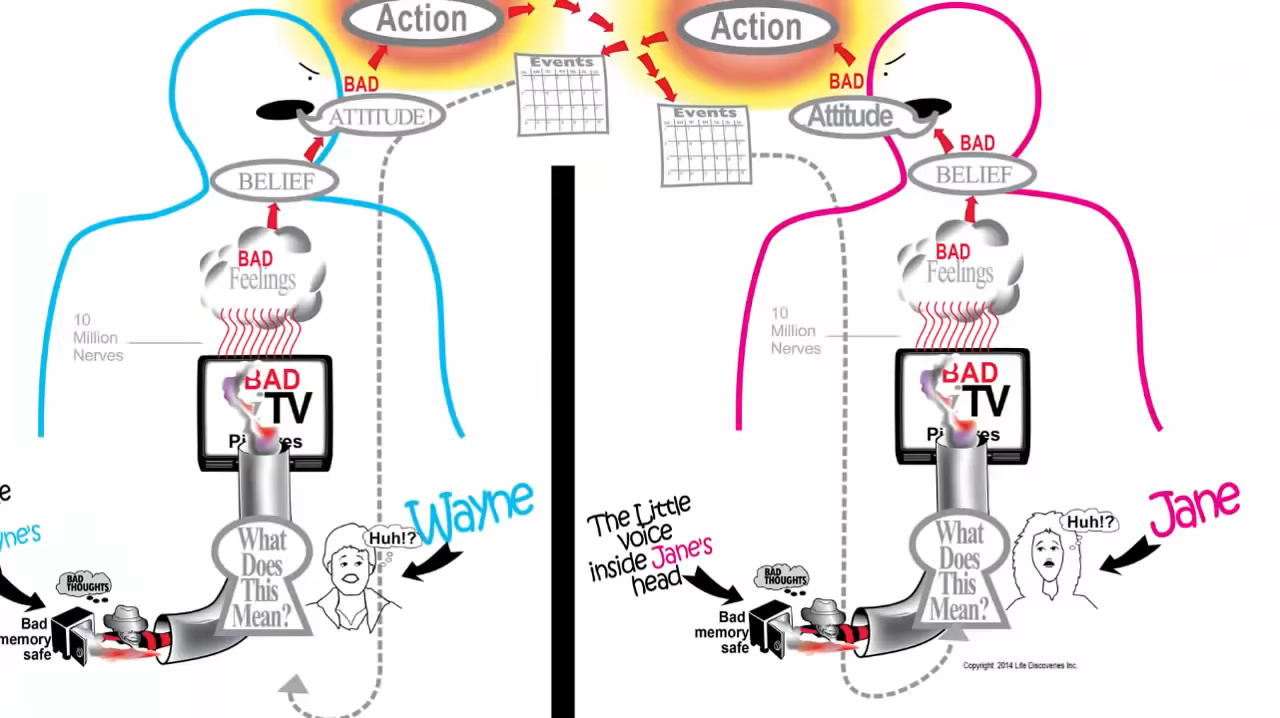 Action
BAD
ATTITUDE!
Events
BELIEF
BAD
Feelings
10
Million
Nerves
BAD
TV
Wayne
yne's
What
Does
This
Mean?
Huh!?
BAD
THOUGHTS
Bad
memory
safe
Action
BAD
Attitude
Events
BAD
BELIEF
BAD
Feelings
10
Million
Nerves
BAD
TV
Jane
The Little
voice
inside Jane's
head
What
Does
This
Mean?
Huh!?
BAD
THOUGHTS
Bad
memory
safe
Copyright 2014 Life Discoveries Inc.